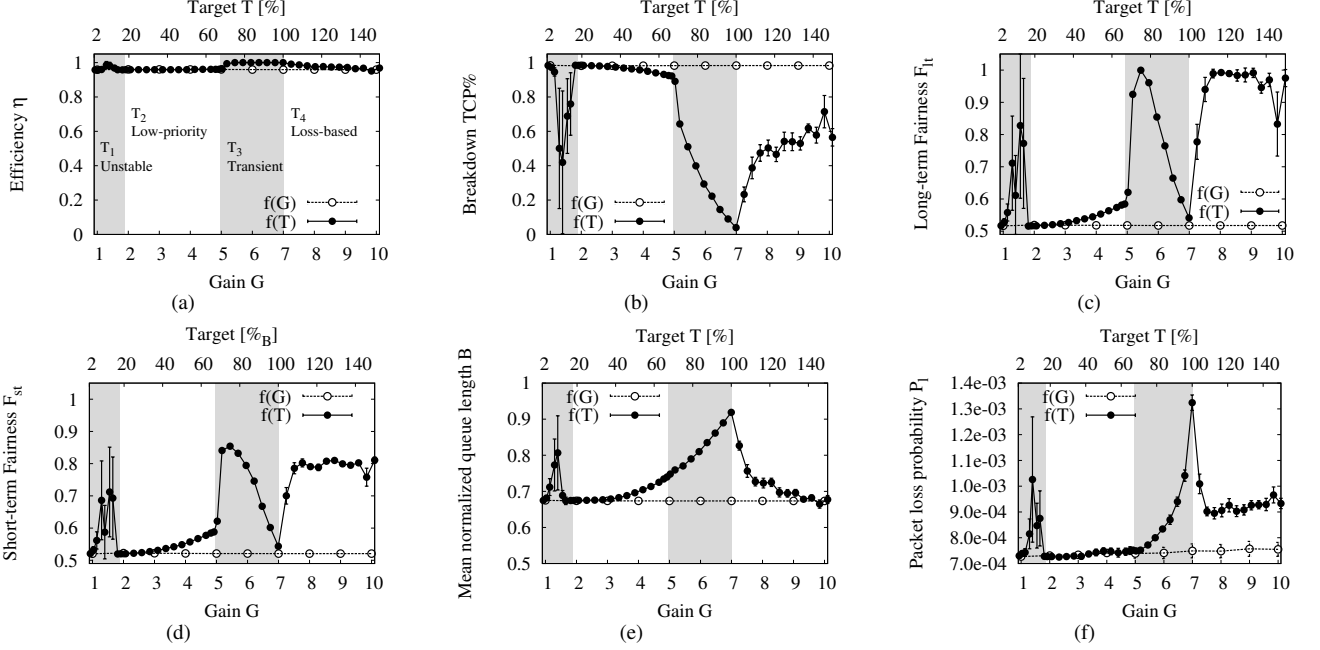 Target T [%]
2 20 40 60 80 100 120 140
1
0.8
0.6
0.4
0.2
0
Efficiency η
T1
Unstable
T2
Low-priority
T3
Transient
T4
Loss-based
f(G)
f(T)
1 2 3 4 5 6 7 8 9 10
Gain G
(a)
Target T [%]
2 20 40 60 80 100 120 140
1
0.8
0.6
0.4
0.2
0
Breakdown TCP%
f(G)
f(T)
1 2 3 4 5 6 7 8 9 10
Gain G
(b)
Target T [%]
2 25 50 75 100 125 150
1
0.9
0.8
0.7
0.6
0.5
Long-term Fairness Flt
f(G)
f(T)
1 2 3 4 5 6 7 8 9 10
Gain G
(c)
Target [%B]
2 20 40 60 80 100 120 140
1
0.9
0.8
0.7
0.6
0.5
Short-term Fairness Fst
f(G)
f(T)
1 2 3 4 5 6 7 8 9 10
Gain G
(d)
Target T [%]
2 20 40 60 80 100 120 140
1
0.9
0.8
0.7
0.6
0.5
Mean normalized queue length B
f(G)
f(T)
1 2 3 4 5 6 7 8 9 10
Gain G
(e)
Target T [%]
2 20 40 60 80 100 120 140
1.4e-03
1.3e-03
1.2e-03
1.0e-03
1.0e-03
9.0e-04
8.0e-04
7.0e-04
Packet loss probability Pl
f(G)
f(T)
1 2 3 4 5 6 7 8 9 10
Gain G
(f)